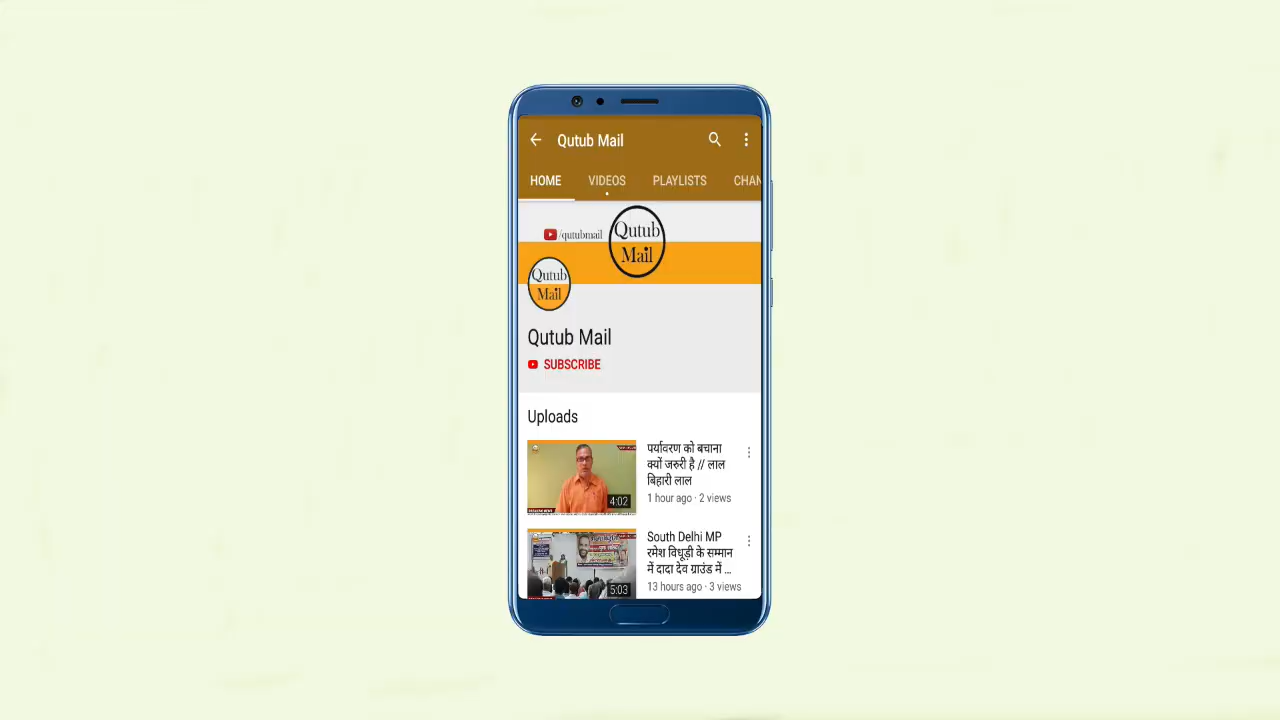 Qutub Mail
HOME VIDEOS PLAYLISTS CHAN
/qutubmail
Qutub
Mail
Qutub
Mail
Qutub Mail
SUBSCRIBE
Uploads
पर्यावरण को बचाना
क्यों जरुरी है // लाल
बिहारी लाल
1 hour ago · 2 views
4:02
South Delhi MP
रमेश विधूड़ी के सम्मान
में दादा देव ग्राउंड में ...
13 hours ago · 3 views
5:03